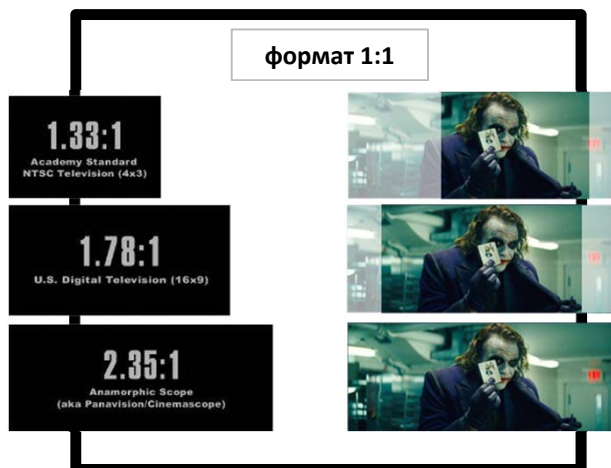 формат 1:1
1.33:1
Academy Standard
NTSC Television (4x3)
1.78:1
U.S. Digital Television (16x9)
2.35:1
Anamorphic Scope
(aka Panavision/Cinemascope)